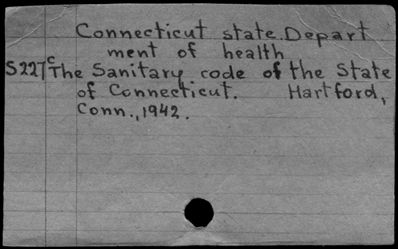 Connecticut state. Depart
ment of health
S227c The Sanitary code of the State
of Connecticut. Hartford,
Conn., 1942.